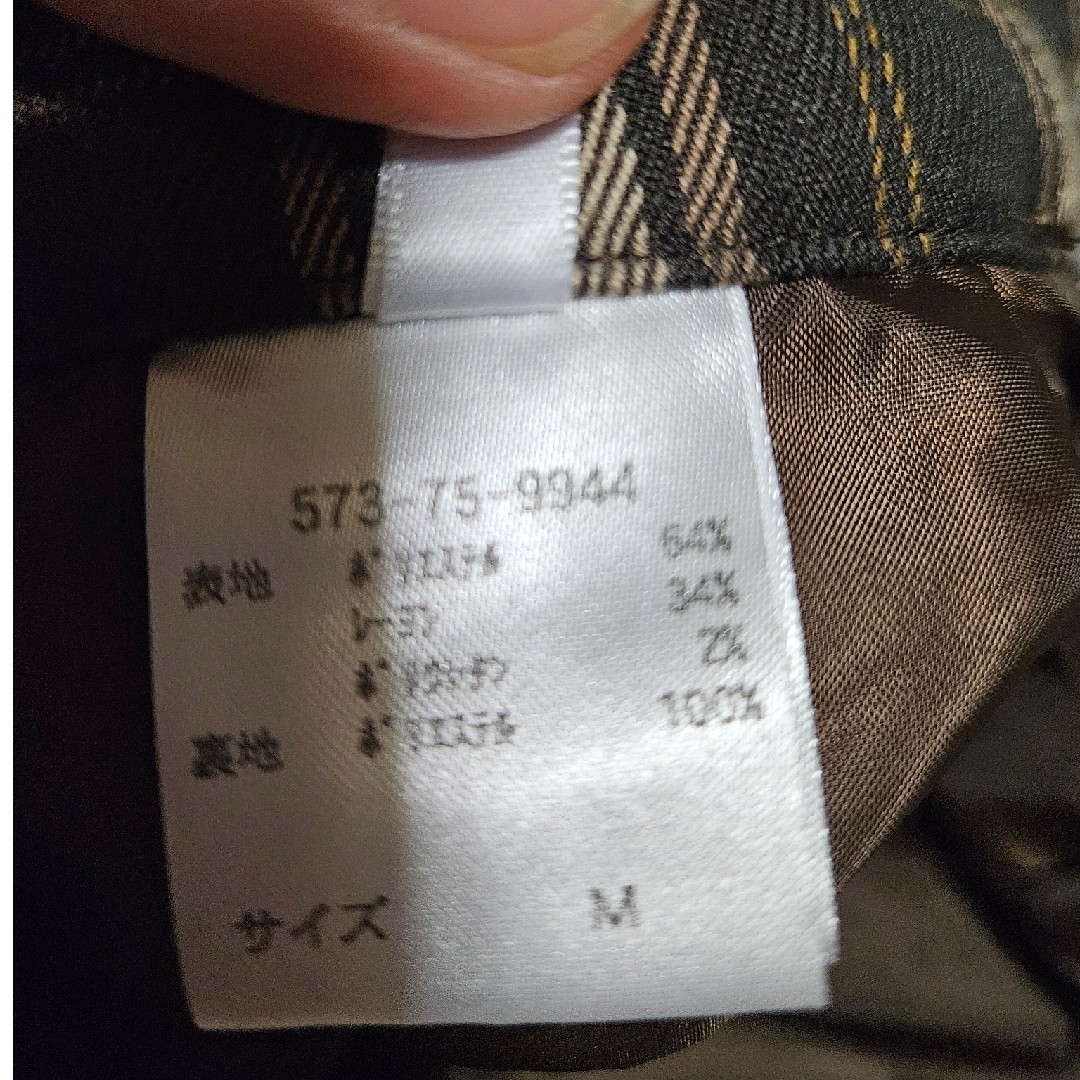 573-75-9944
表地 ﾎﾟﾘｴｽﾃﾙ 64%
ﾚｰﾖﾝ 34%
ﾎﾟﾘｳﾚﾀﾝ 2%
裏地 ﾎﾟﾘｴｽﾃﾙ 100%
サイズ M